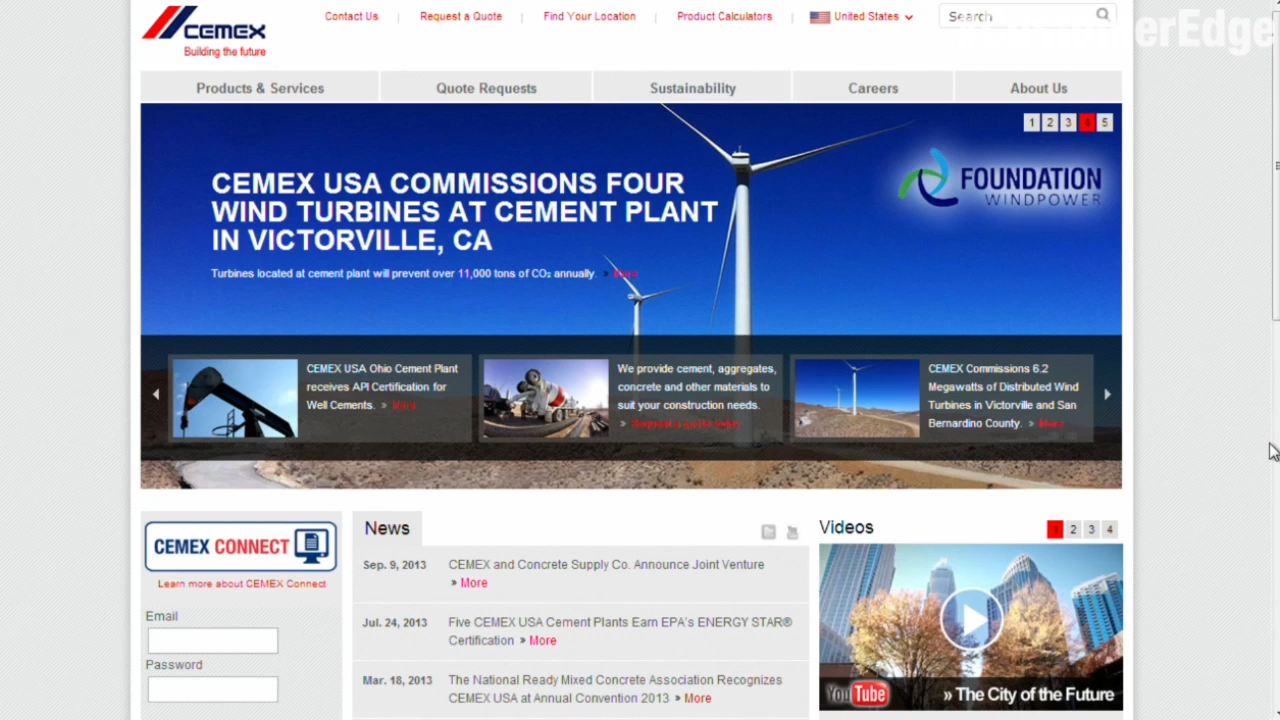 CEMEX
Building the future
Contact Us
Request a Quote
Find Your Location
Product Calculators
United States
Search
erEdge
Products & Services
Quote Requests
Sustainability
Careers
About Us
1 2 3 4 5
CEMEX USA COMMISSIONS FOUR
WIND TURBINES AT CEMENT PLANT
IN VICTORVILLE, CA
Turbines located at cement plant will prevent over 11,000 tons of CO₂ annually. » More
FOUNDATION
WINDPOWER
CEMEX USA Ohio Cement Plant
receives API Certification for
Well Cements. » More
We provide cement, aggregates,
concrete and other materials to
suit your construction needs.
» Request a quote today
CEMEX Commissions 6.2
Megawatts of Distributed Wind
Turbines in Victorville and San
Bernardino County. » More
CEMEX CONNECT
Learn more about CEMEX Connect
Email
Password
News
Sep. 9, 2013 CEMEX and Concrete Supply Co. Announce Joint Venture
» More
Jul. 24, 2013 Five CEMEX USA Cement Plants Earn EPA's ENERGY STAR®
Certification » More
Mar. 18, 2013 The National Ready Mixed Concrete Association Recognizes
CEMEX USA at Annual Convention 2013 » More
Videos
1 2 3 4
YouTube
» The City of the Future